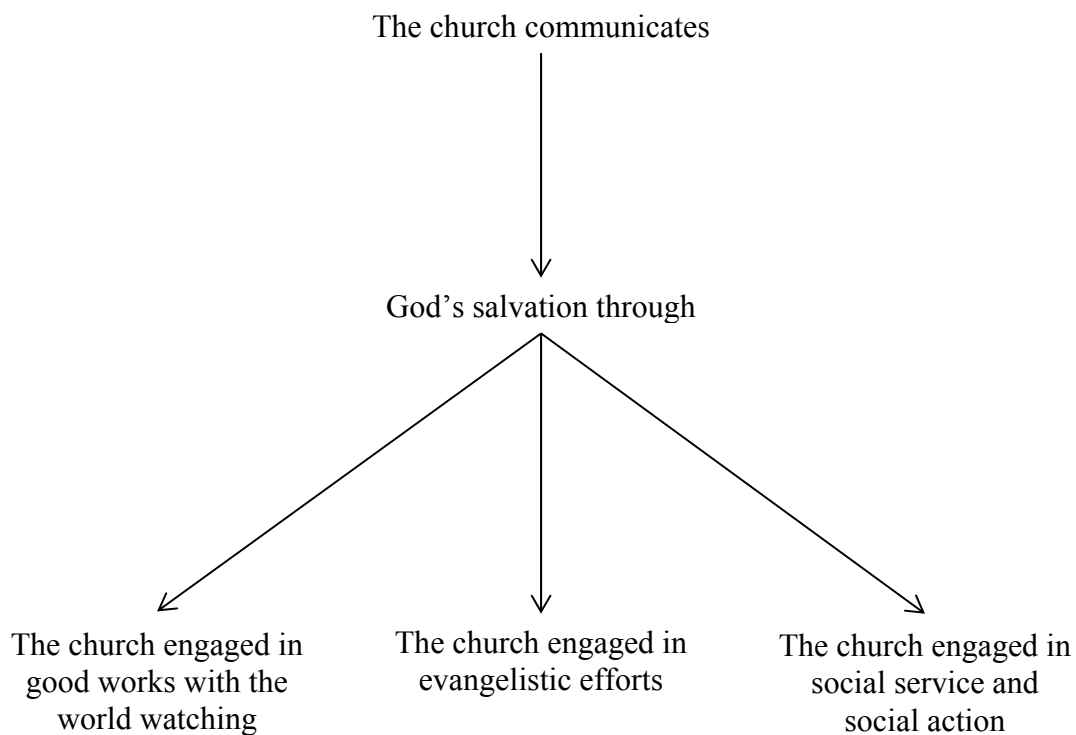 The church communicates
God’s salvation through
The church engaged in
good works with the
world watching
The church engaged in
evangelistic efforts
The church engaged in
social service and
social action